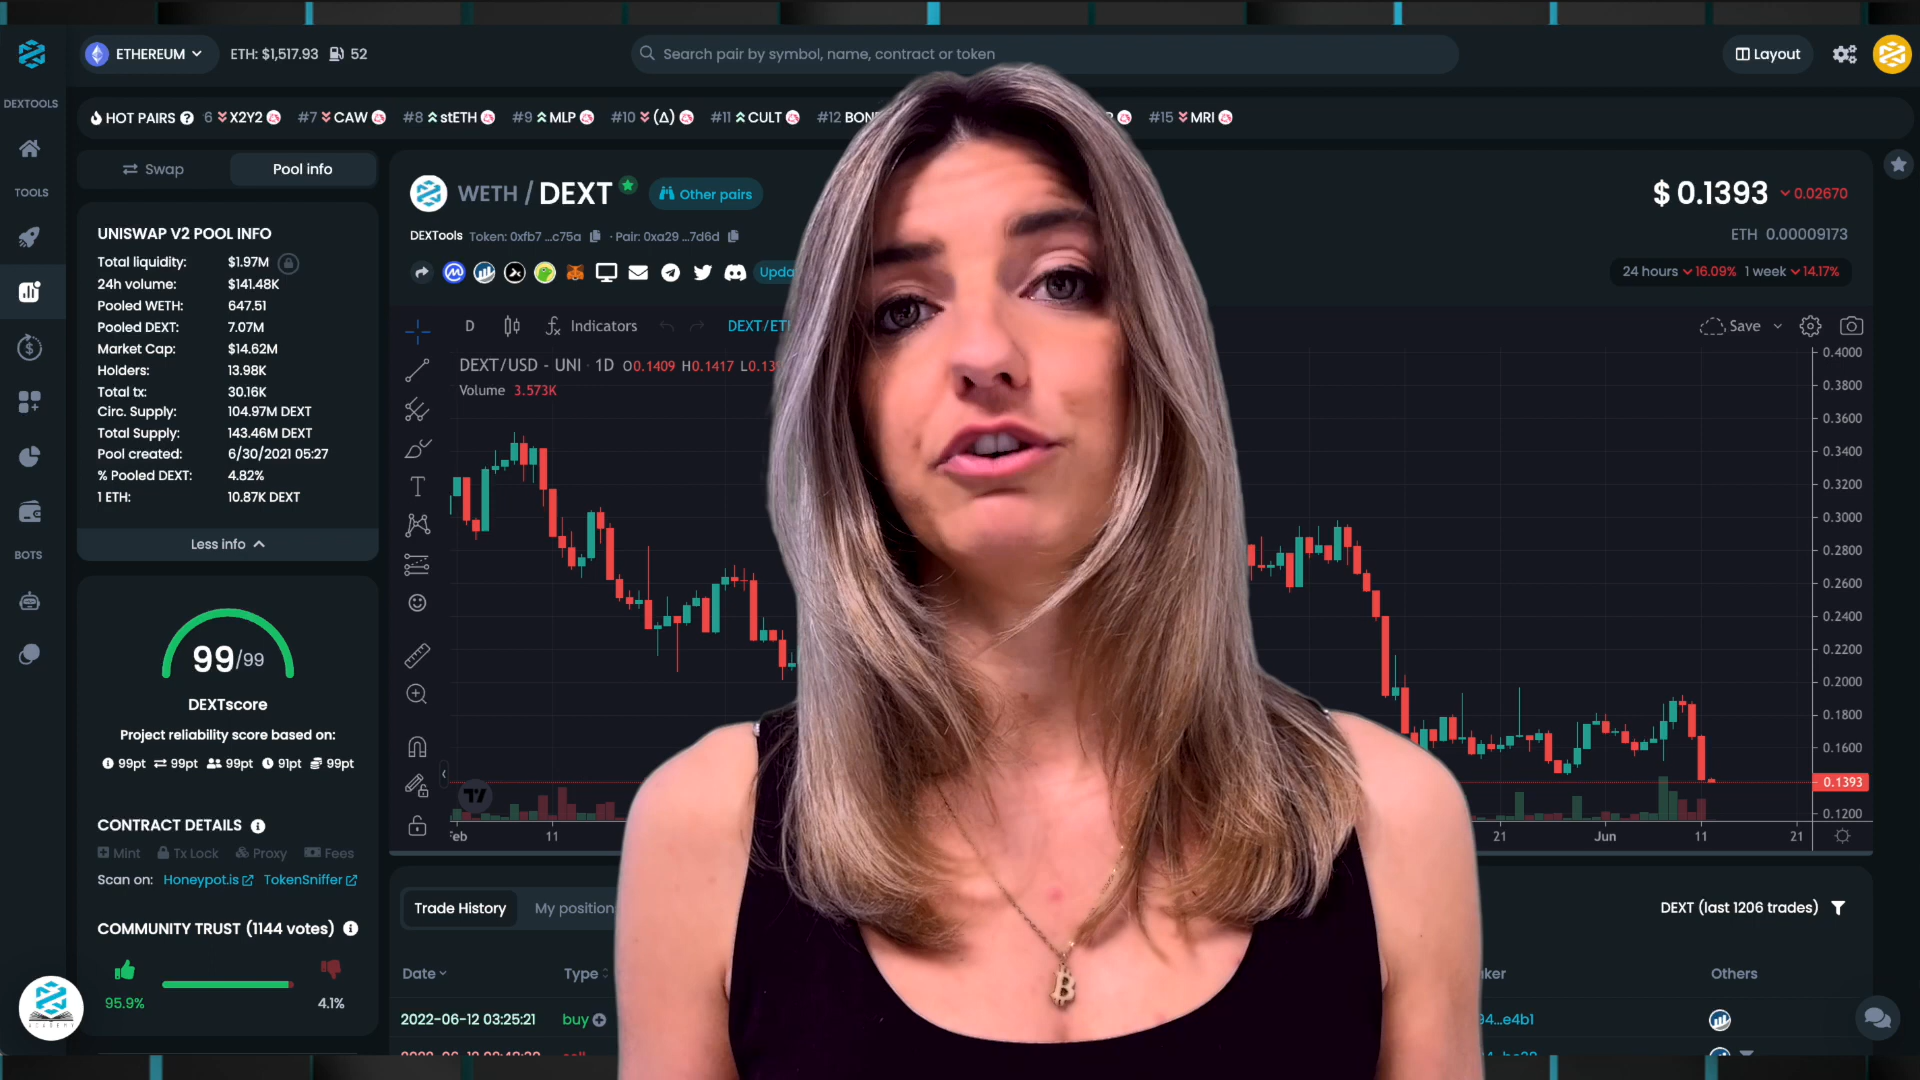 ETHEREUM ETH: $1,517.93 52 Search pair by symbol, name, contract or token Layout
DEXTOOLS
HOT PAIRS 6 X2Y2 #7 CAW #8 stETH #9 MLP #10 (Δ) #11 CULT #12 #15 MRI
Swap Pool info
TOOLS
WETH / DEXT Other pairs
DEXTools Token: 0xfb7 ...c75a · Pair: 0xa29 ...7d6d
$ 0.1393 0.02670
ETH 0.00009173
24 hours 16.09% 1 week 14.17%
UNISWAP V2 POOL INFO
Total liquidity: $1.97M
24h volume: $141.48K
Pooled WETH: 647.51
Pooled DEXT: 7.07M
Market Cap: $14.62M
Holders: 13.98K
Total tx: 30.16K
Circ. Supply: 104.97M DEXT
Total Supply: 143.46M DEXT
Pool created: 6/30/2021 05:27
% Pooled DEXT: 4.82%
1 ETH: 10.87K DEXT
Less info
BOTS
D Indicators Save
DEXT/USD - UNI 1D O0.1409 H0.1417
Volume 3.573K
0.4000
0.3800
0.3600
0.3400
0.3200
0.3000
0.2800
0.2600
0.2400
0.2200
0.2000
0.1800
0.1600
0.1393
0.1200
11 21 Jun 11 21
99/99
DEXTscore
Project reliability score based on:
99pt 99pt 99pt 91pt 99pt
CONTRACT DETAILS
Mint Tx Lock Proxy Fees
Scan on: Honeypot.is TokenSniffer
COMMUNITY TRUST (1144 votes)
95.9% 4.1%
ACADEMY
Trade History My position DEXT (last 1206 trades)
Date Type Others
2022-06-12 03:25:21 buy